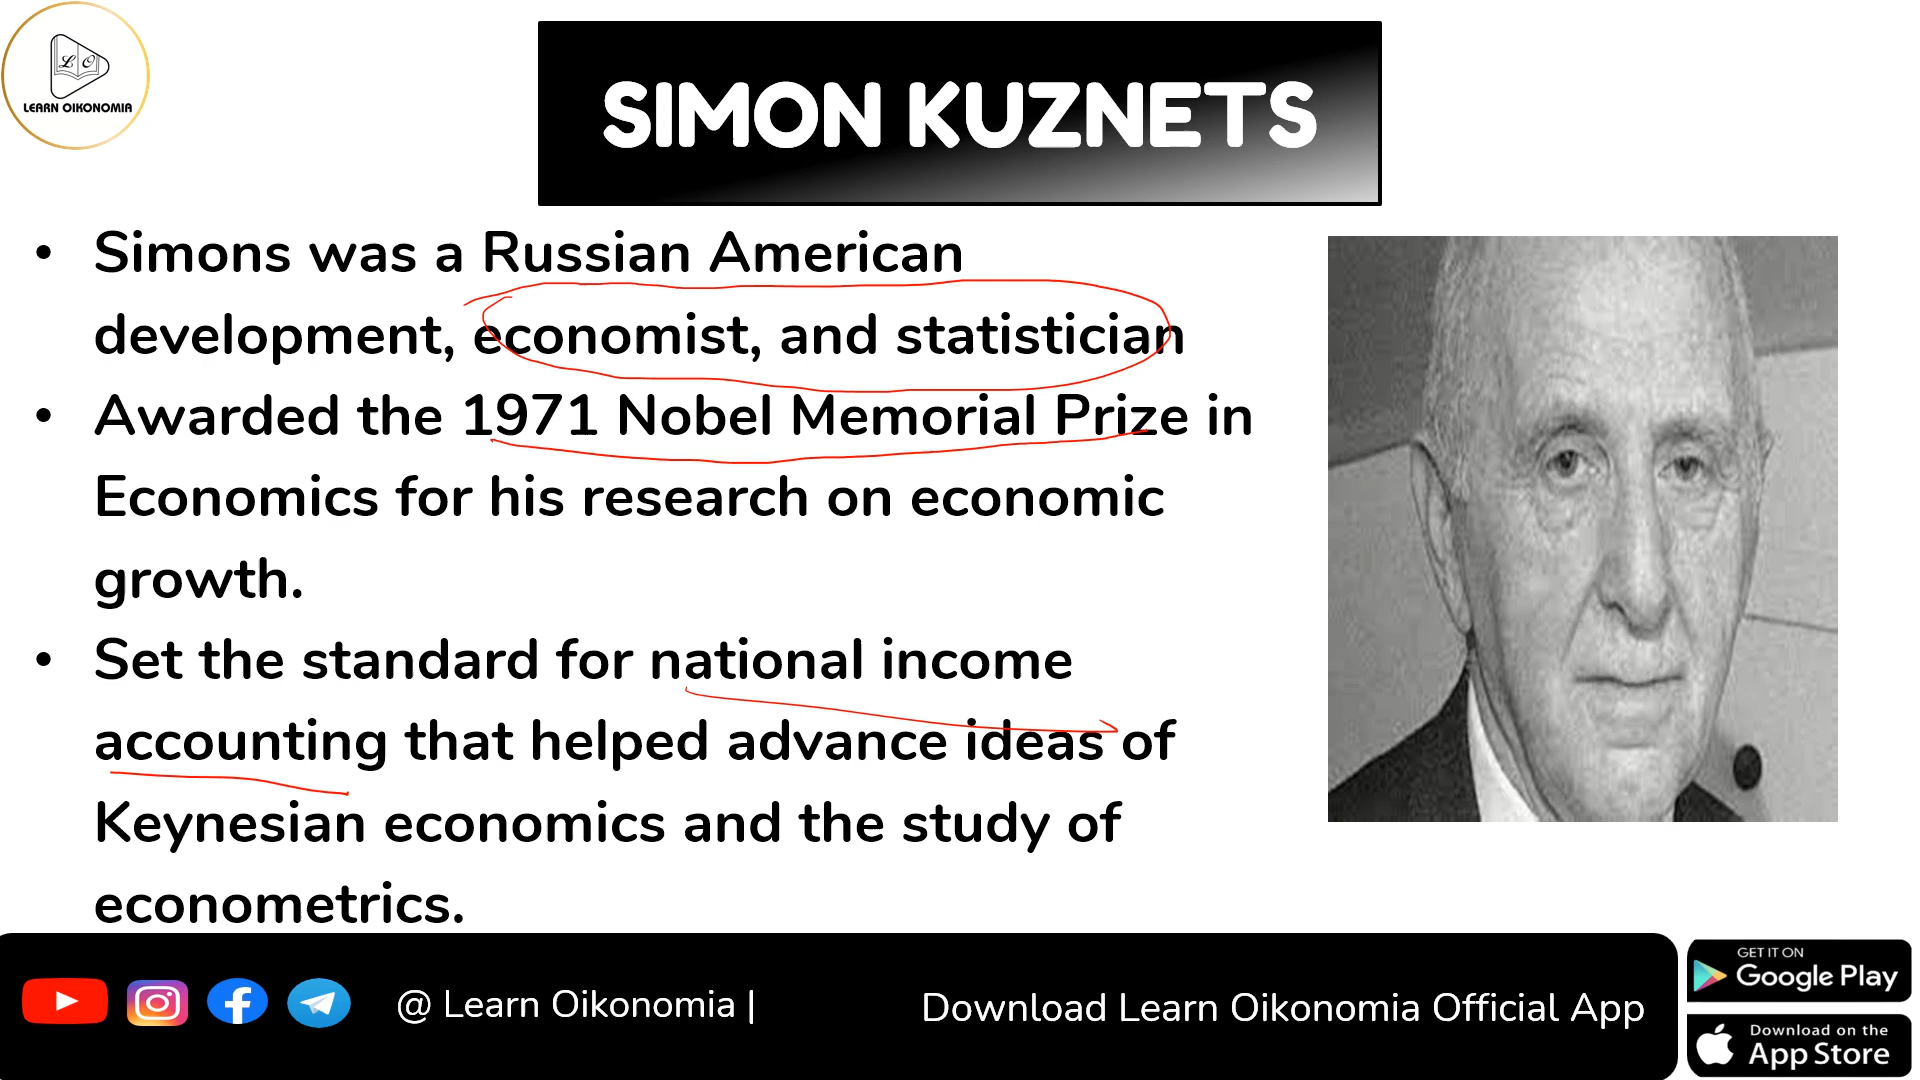 LO
LEARN OIKONOMIA
SIMON KUZNETS
• Simons was a Russian American
development, economist, and statistician
• Awarded the 1971 Nobel Memorial Prize in
Economics for his research on economic
growth.
• Set the standard for national income
accounting that helped advance ideas of
Keynesian economics and the study of
econometrics.
@ Learn Oikonomia |
Download Learn Oikonomia Official App
GET IT ON
Google Play
Download on the
App Store